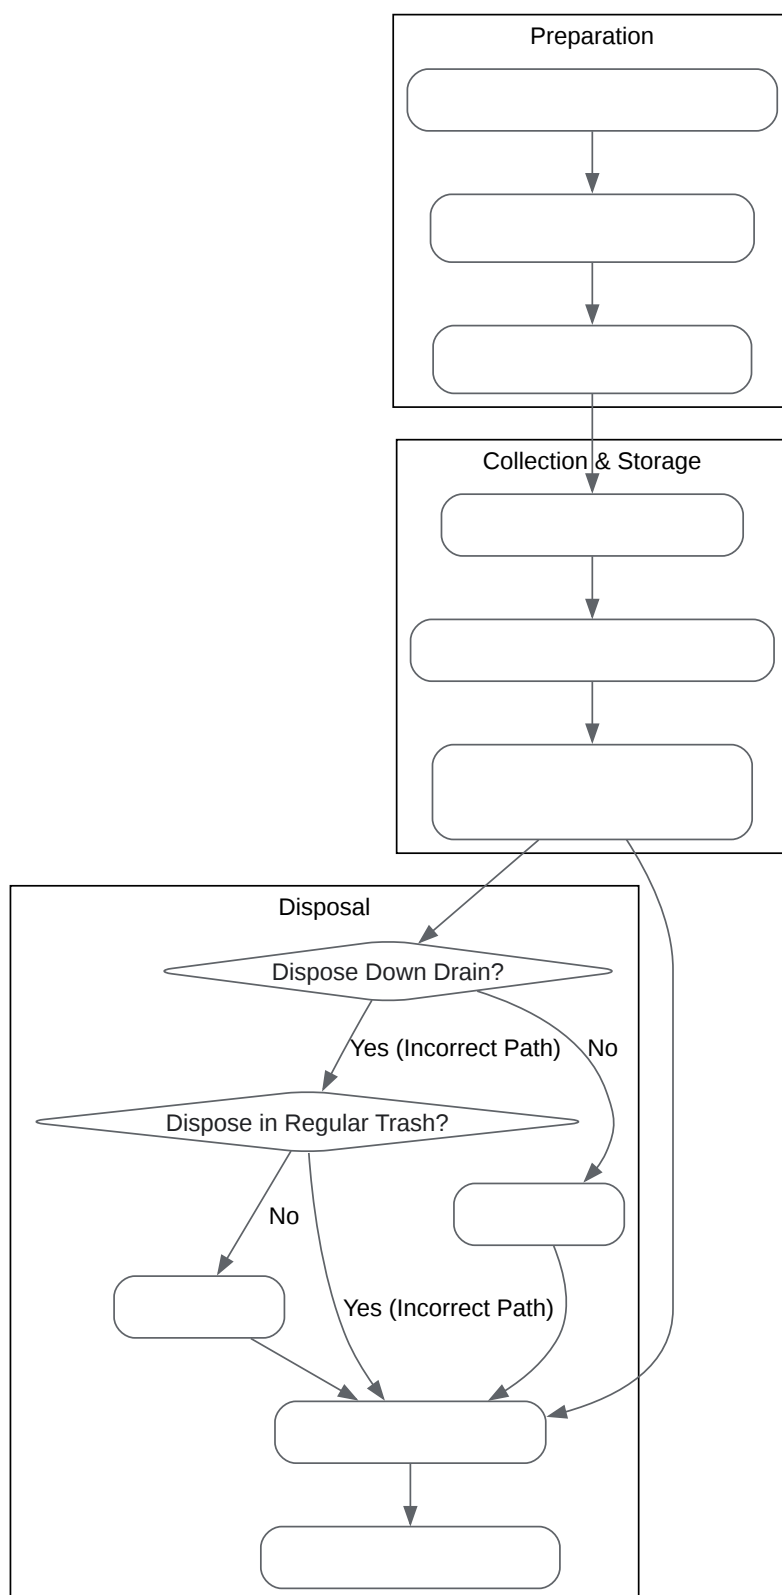 Preparation
Collection & Storage
Disposal
Dispose Down Drain?
Yes (Incorrect Path)
No
Dispose in Regular Trash?
No
Yes (Incorrect Path)